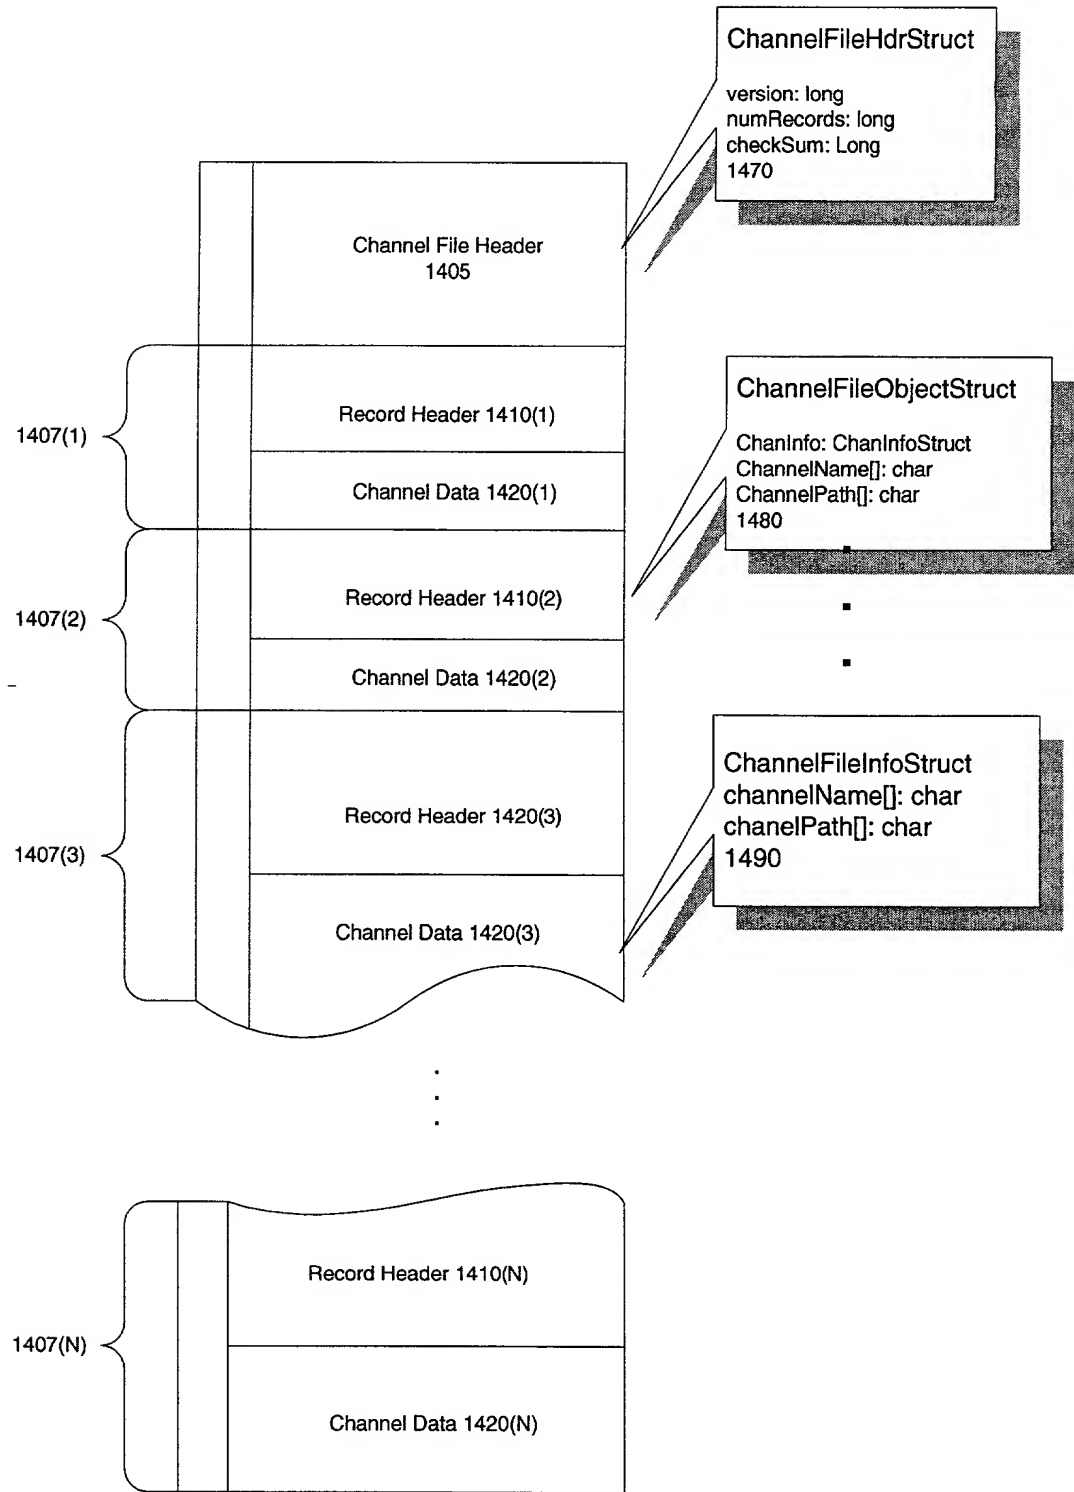 ChannelFileHdrStruct
version: long
numRecords: long
checkSum: Long
1470
Channel File Header
1405
1407(1)
Record Header 1410(1)
Channel Data 1420(1)
ChannelFileObjectStruct
ChanInfo: ChanInfoStruct
ChannelName[]: char
ChannelPath[]: char
1480
1407(2)
Record Header 1410(2)
Channel Data 1420(2)
ChannelFileInfoStruct
channelName[]: char
chanelPath[]: char
1490
1407(3)
Record Header 1420(3)
Channel Data 1420(3)
1407(N)
Record Header 1410(N)
Channel Data 1420(N)